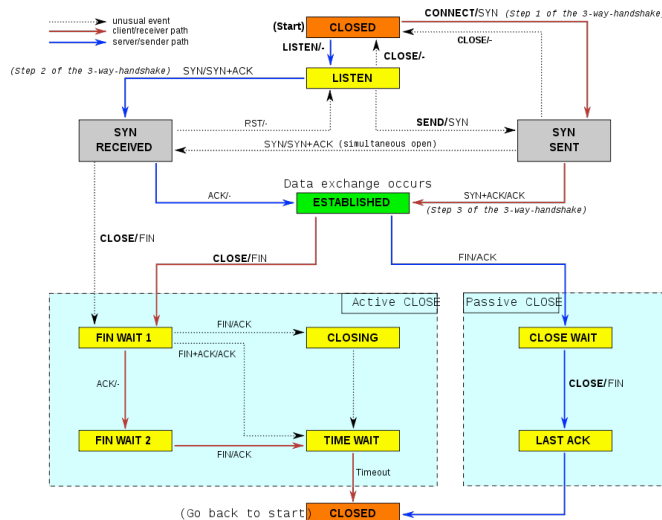 unusual event
client/receiver path
server/sender path
(Start)
CLOSED
CONNECT/SYN (Step 1 of the 3-way-handshake)
LISTEN/-
CLOSE/-
CLOSE/-
(Step 2 of the 3-way-handshake) SYN/SYN+ACK
LISTEN
RST/-
SEND/SYN
SYN
RECEIVED
SYN/SYN+ACK (simultaneous open)
SYN
SENT
Data exchange occurs
ACK/-
ESTABLISHED
SYN+ACK/ACK
(Step 3 of the 3-way-handshake)
CLOSE/FIN
CLOSE/FIN
FIN/ACK
Active CLOSE
Passive CLOSE
FIN WAIT 1
FIN/ACK
CLOSING
CLOSE WAIT
FIN+ACK/ACK
ACK/-
CLOSE/FIN
FIN WAIT 2
TIME WAIT
LAST ACK
FIN/ACK
Timeout
(Go back to start)
CLOSED